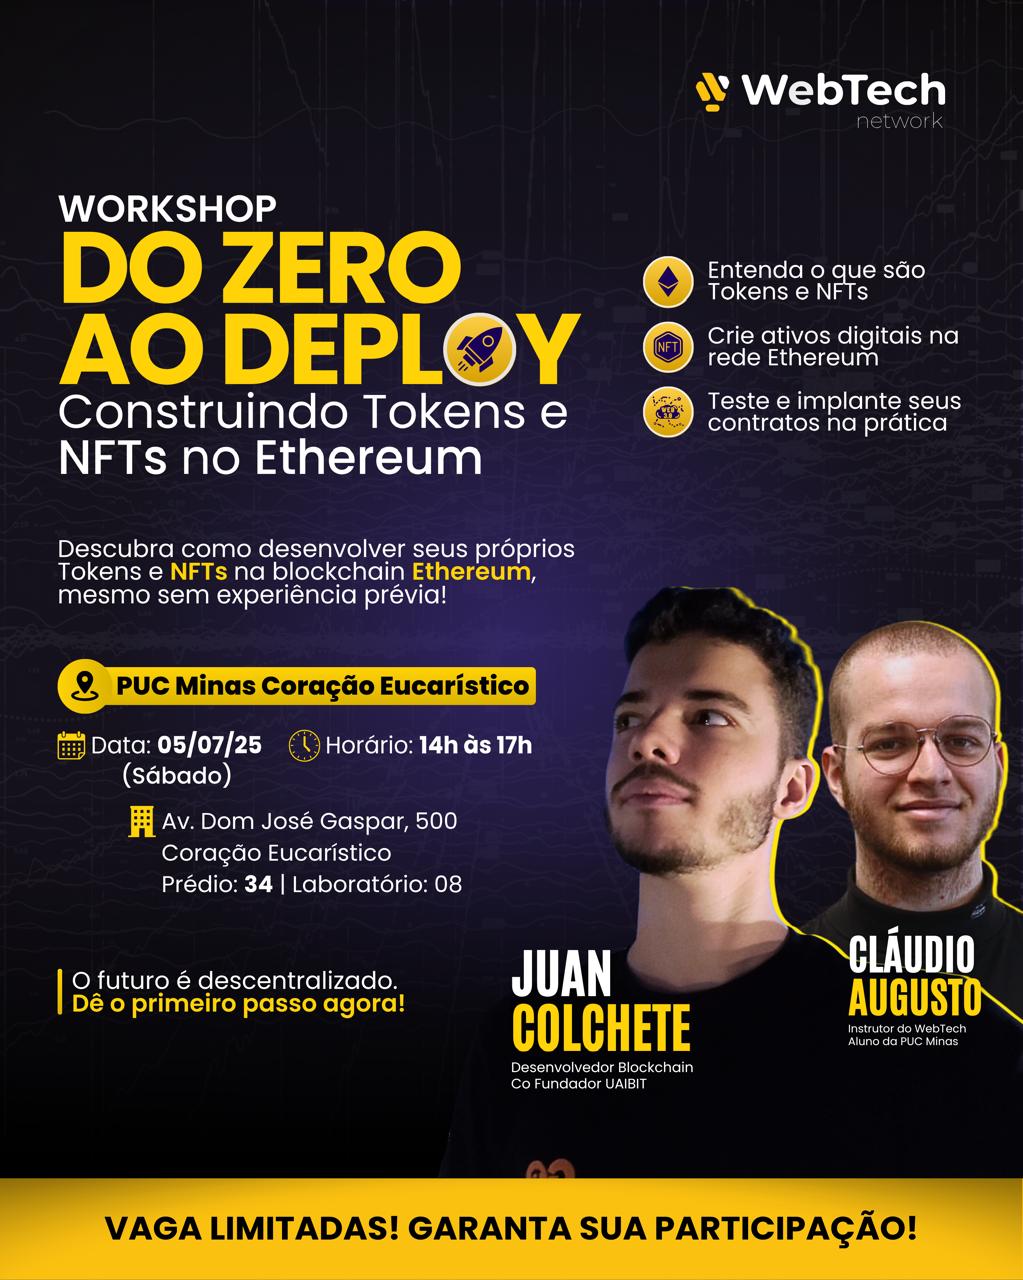 WebTech
network
WORKSHOP
DO ZERO
AO DEPLOY
Construindo Tokens e
NFTs no Ethereum
Entenda o que são
Tokens e NFTs
NFT
Crie ativos digitais na
rede Ethereum
WEB
3.0
Teste e implante seus
contratos na prática
Descubra como desenvolver seus próprios
Tokens e NFTs na blockchain Ethereum,
mesmo sem experiência prévia!
PUC Minas Coração Eucarístico
Data: 05/07/25
(Sábado)
Horário: 14h às 17h
Av. Dom José Gaspar, 500
Coração Eucarístico
Prédio: 34 | Laboratório: 08
O futuro é descentralizado.
Dê o primeiro passo agora!
JUAN
COLCHETE
Desenvolvedor Blockchain
Co Fundador UAIBIT
CLÁUDIO
AUGUSTO
Instrutor do WebTech
Aluno da PUC Minas
VAGA LIMITADAS! GARANTA SUA PARTICIPAÇÃO!